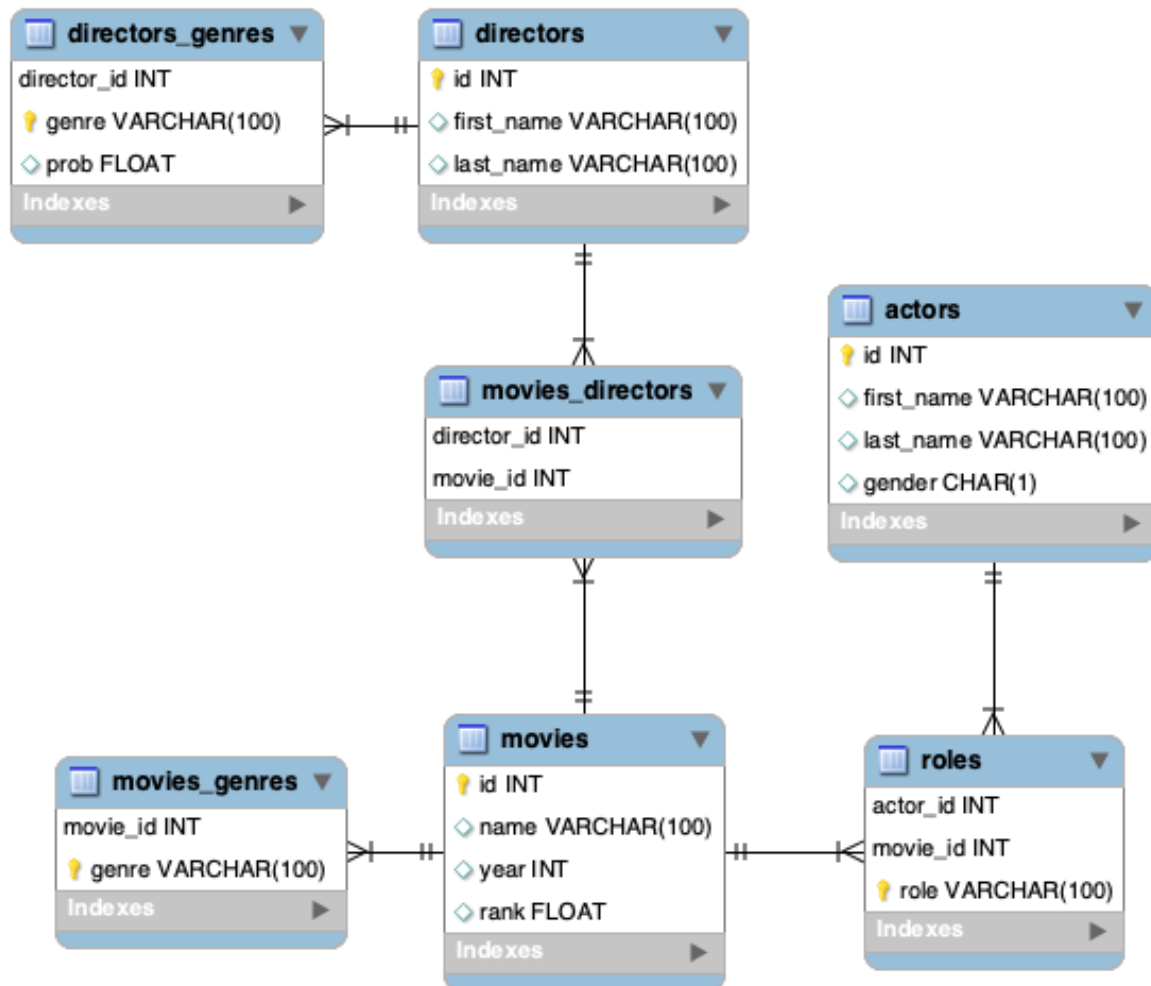 directors_genres
director_id INT
genre VARCHAR(100)
prob FLOAT
Indexes
directors
id INT
first_name VARCHAR(100)
last_name VARCHAR(100)
Indexes
actors
id INT
first_name VARCHAR(100)
last_name VARCHAR(100)
gender CHAR(1)
Indexes
movies_directors
director_id INT
movie_id INT
Indexes
movies_genres
movie_id INT
genre VARCHAR(100)
Indexes
movies
id INT
name VARCHAR(100)
year INT
rank FLOAT
Indexes
roles
actor_id INT
movie_id INT
role VARCHAR(100)
Indexes